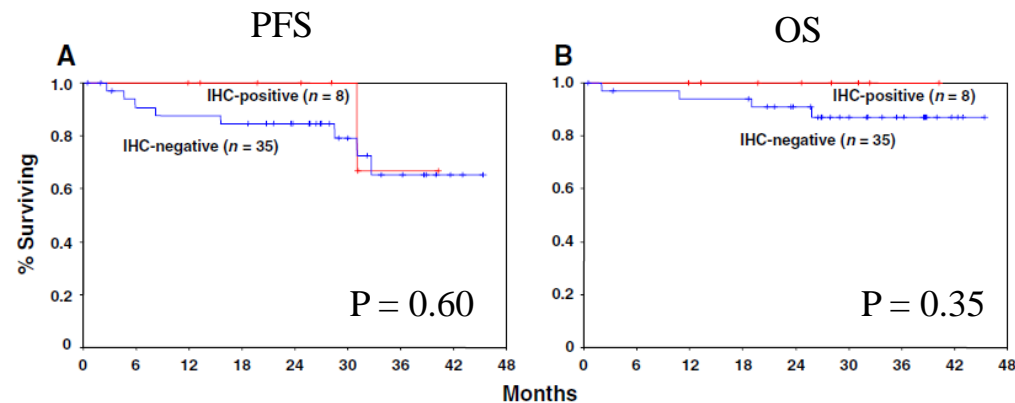 PFS
OS
A
B
% Surviving
1.0
0.8
0.6
0.4
0.2
0
IHC-positive (n = 8)
IHC-negative (n = 35)
P = 0.60
0 6 12 18 24 30 36 42 48
1.0
0.8
0.6
0.4
0.2
0
IHC-positive (n = 8)
IHC-negative (n = 35)
P = 0.35
0 6 12 18 24 30 36 42 48
Months